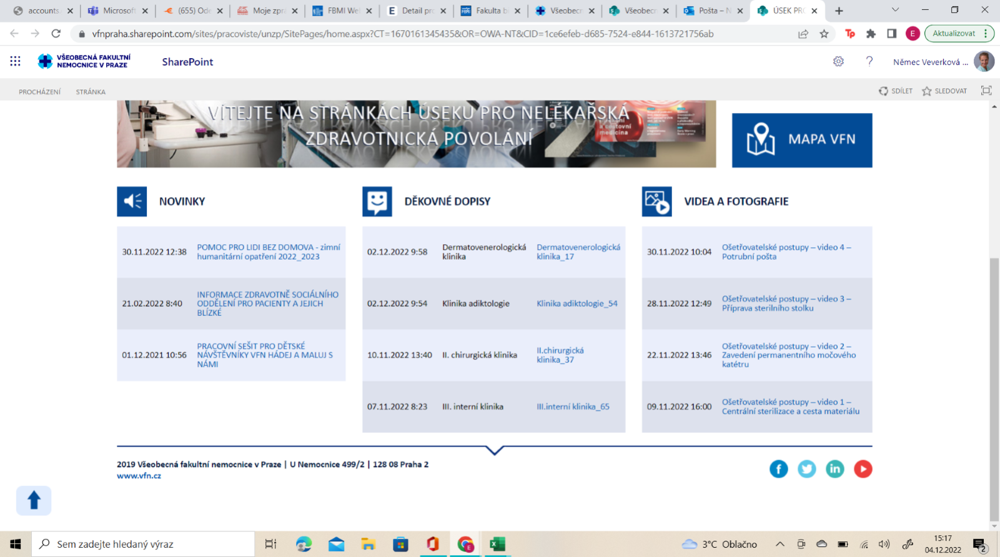 accounts.
Microsoft
(655) Ode
Moje zprá
FBMI We
Detail pro
Fakulta b
Všeobecn
Všeobecn
Pošta – N
ÚSEK PRO
vfnpraha.sharepoint.com/sites/pracoviste/unzp/SitePages/home.aspx?CT=1670161345435&OR=OWA-NT&CID=1ce6efeb-d685-7524-e844-1613721756ab
Aktualizovat
VŠEOBECNÁ FAKULTNÍ
NEMOCNICE V PRAZE
SharePoint
Němec Veverková ...
PROCHÁZENÍ
STRÁNKA
SDÍLET
SLEDOVAT
VÍTEJTE NA STRÁNKÁCH ÚSEKU PRO NELÉKAŘSKÁ
ZDRAVOTNICKÁ POVOLÁNÍ
MAPA VFN
NOVINKY
30.11.2022 12:38
POMOC PRO LIDI BEZ DOMOVA - zimní
humanitární opatření 2022_2023
21.02.2022 8:40
INFORMACE ZDRAVOTNĚ SOCIÁLNÍHO
ODDĚLENÍ PRO PACIENTY A JEJICH
BLÍZKÉ
01.12.2021 10:56
PRACOVNÍ SEŠIT PRO DĚTSKÉ
NÁVŠTĚVNÍKY VFN HÁDEJ A MALUJ S
NÁMI
DĚKOVNÉ DOPISY
02.12.2022 9:58
Dermatovenerologická
klinika
Dermatovenerologická
klinika_17
02.12.2022 9:54
Klinika adiktologie
Klinika adiktologie_54
10.11.2022 13:40
II. chirurgická klinika
II.chirurgická
klinika_37
07.11.2022 8:23
III. interní klinika
III.interní klinika_65
VIDEA A FOTOGRAFIE
30.11.2022 10:04
Ošetřovatelské postupy – video 4 –
Potrubní pošta
28.11.2022 12:49
Ošetřovatelské postupy – video 3 –
Příprava sterilního stolku
22.11.2022 13:46
Ošetřovatelské postupy – video 2 –
Zavedení permanentního močového
katétru
09.11.2022 16:00
Ošetřovatelské postupy – video 1 –
Centrální sterilizace a cesta materiálu
2019 Všeobecná fakultní nemocnice v Praze | U Nemocnice 499/2 | 128 08 Praha 2
www.vfn.cz
Sem zadejte hledaný výraz
3°C Oblačno
15:17
04.12.2022
2